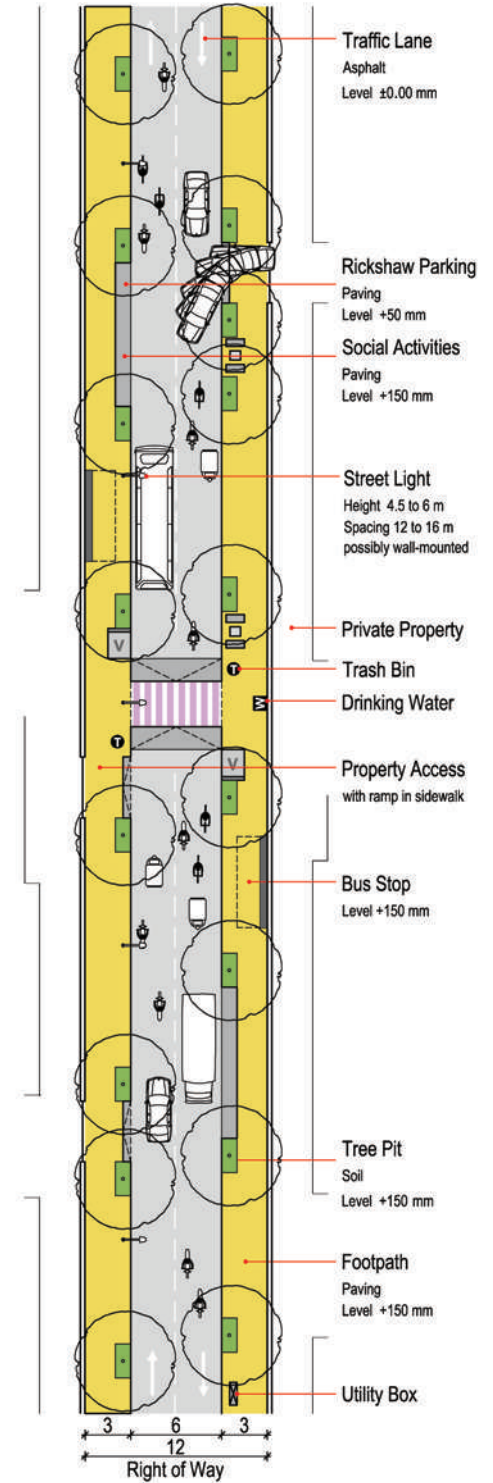 Traffic Lane
Asphalt
Level ±0.00 mm
Rickshaw Parking
Paving
Level +50 mm
Social Activities
Paving
Level +150 mm
Street Light
Height 4.5 to 6 m
Spacing 12 to 16 m
possibly wall-mounted
Private Property
V
T
Trash Bin
W
Drinking Water
T
V
Property Access
with ramp in sidewalk
Bus Stop
Level +150 mm
Tree Pit
Soil
Level +150 mm
Footpath
Paving
Level +150 mm
Utility Box
3 6 3
12
Right of Way